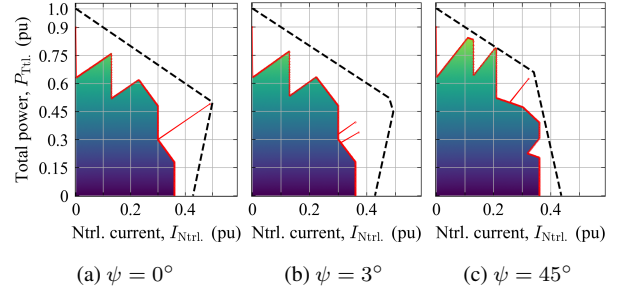 Total power, P_Ttl. (pu)
1.0
0.9
0.75
0.6
0.45
0.3
0.15
0
0 0.2 0.4
0 0.2 0.4
0 0.2 0.4
Ntrl. current, I_Ntrl. (pu) Ntrl. current, I_Ntrl. (pu) Ntrl. current, I_Ntrl. (pu)
(a) ψ = 0° (b) ψ = 3° (c) ψ = 45°